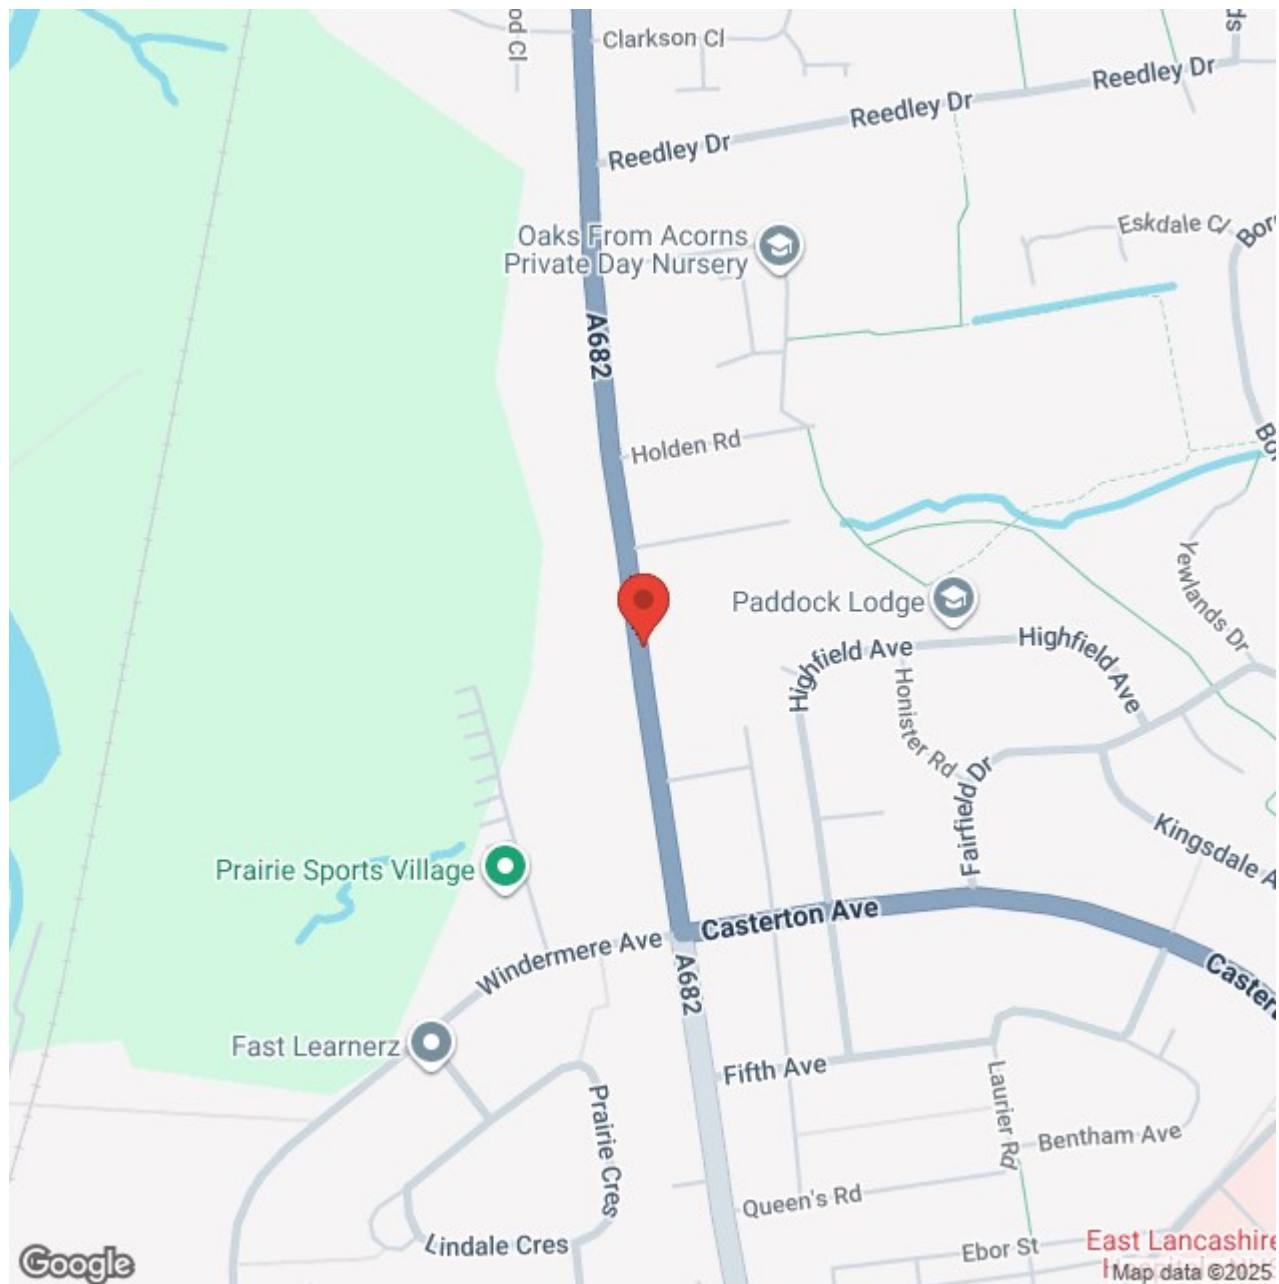 Clarkson Cl
Reedley Dr
Reedley Dr
Reedley Dr
Oaks From Acorns
Private Day Nursery
Eskdale Cl
A682
Holden Rd
Paddock Lodge
Yewlands Dr
Highfield Ave
Highfield Ave
Honister Rd
Fairfield Dr
Prairie Sports Village
Casterton Ave
Windermere Ave
A682
Fast Learnerz
Fifth Ave
Prairie Cres
Laurier Rd
Bentham Ave
Queen's Rd
Lindale Cres
Ebor St
East Lancashire
Google
Map data ©2025